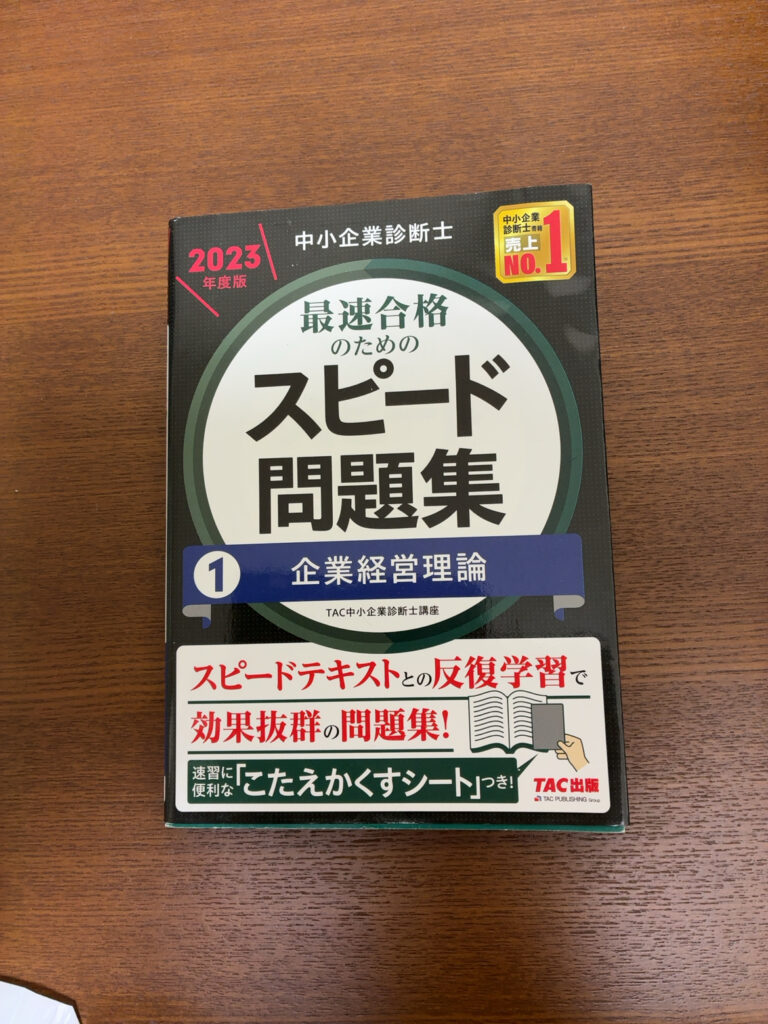 2023
年度版
中小企業診断士
中小企業
診断士書籍
売上
NO.1
最速合格
のための
スピード
問題集
1 企業経営理論
TAC中小企業診断士講座
スピードテキストとの反復学習で
効果抜群の問題集!
速習に
便利な「こたえかくすシート」つき!
TAC出版
TAC PUBLISHING Group